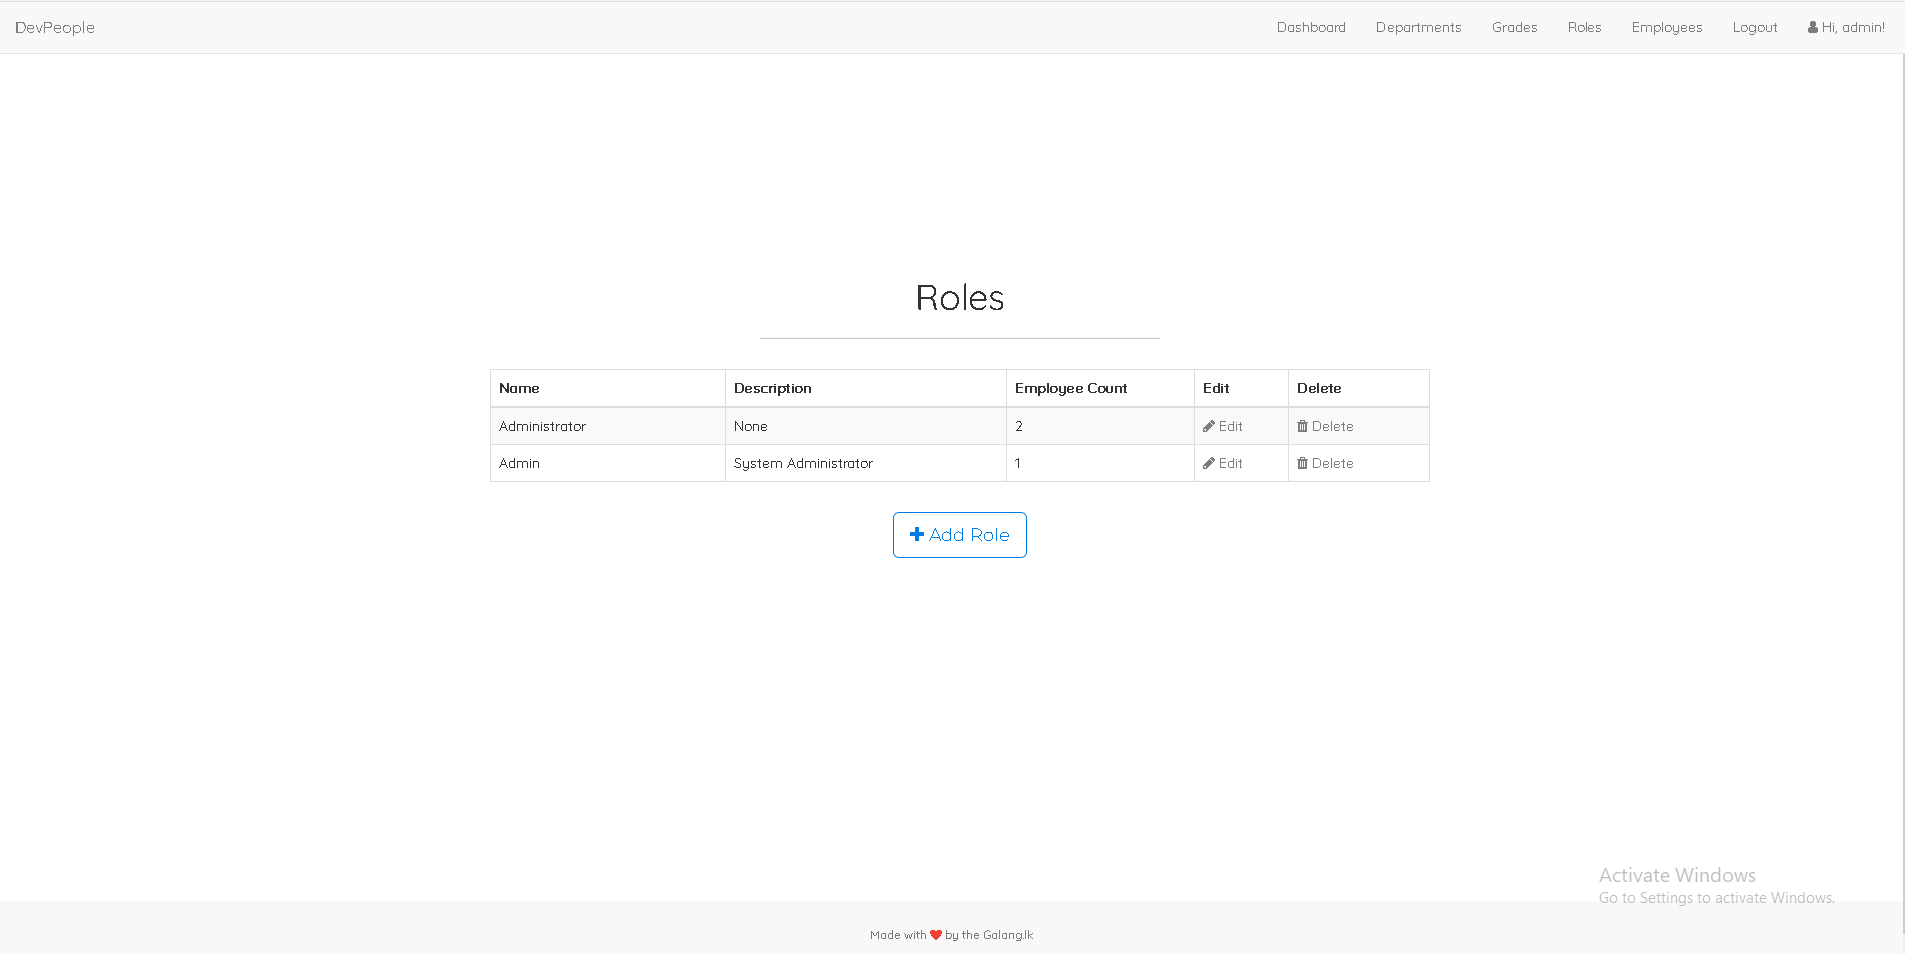 DevPeople Dashboard Departments Grades Roles Employees Logout Hi, admin!
Roles
Name Description Employee Count Edit Delete
Administrator None 2 Edit Delete
Admin System Administrator 1 Edit Delete
Add Role
Activate Windows
Go to Settings to activate Windows.
Made with by the Galang.lk